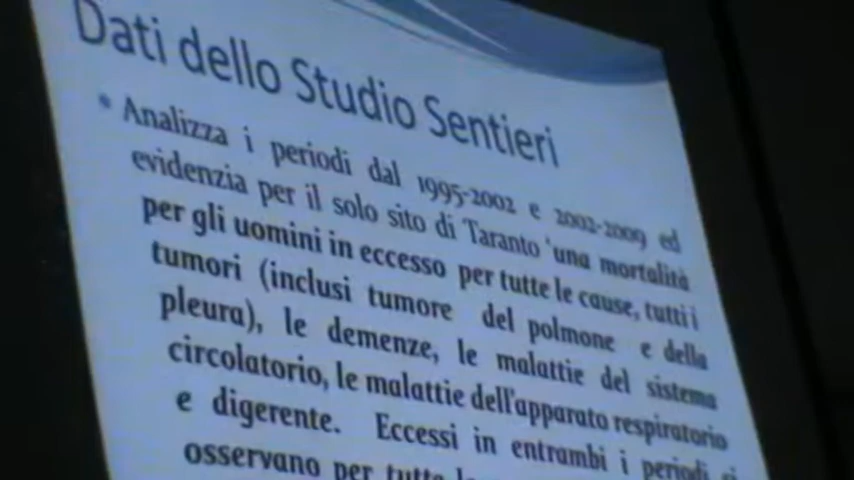 Dati dello Studio Sentieri
• Analizza i periodi dal 1995-2002 e 2002-2009 ed
evidenzia per il solo sito di Taranto 'una mortalità
per gli uomini in eccesso per tutte le cause, tutti i
tumori (inclusi tumore del polmone e della
pleura), le demenze, le malattie del sistema
circolatorio, le malattie dell'apparato respiratorio
e digerente. Eccessi in entrambi i periodi si
osservano per tutte